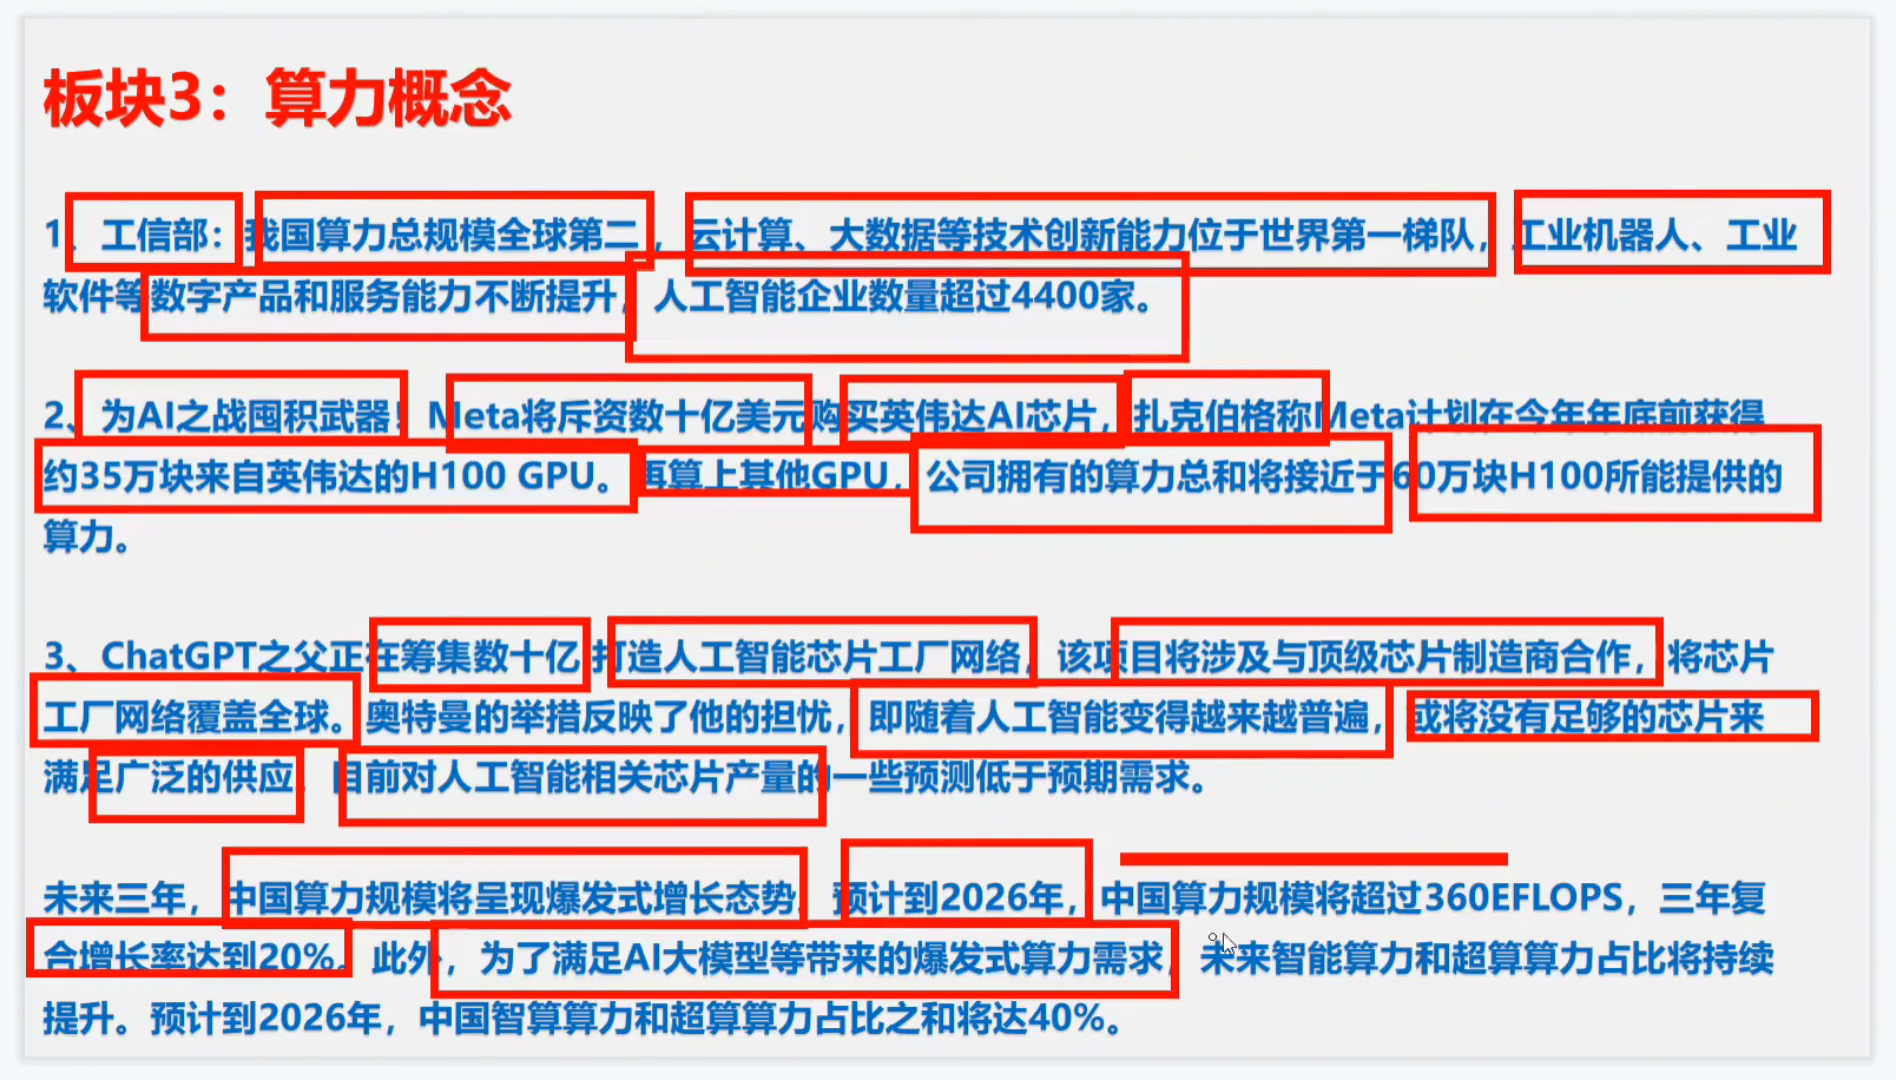 板块3：算力概念
1、工信部：我国算力总规模全球第二，云计算、大数据等技术创新能力位于世界第一梯队，工业机器人、工业
软件等数字产品和服务能力不断提升，人工智能企业数量超过4400家。
2、为AI之战囤积武器！Meta将斥资数十亿美元购买英伟达AI芯片，扎克伯格称Meta计划在今年年底前获得
约35万块来自英伟达的H100 GPU。再算上其他GPU，公司拥有的算力总和将接近于60万块H100所能提供的
算力。
3、ChatGPT之父正在筹集数十亿 打造人工智能芯片工厂网络，该项目将涉及与顶级芯片制造商合作，将芯片
工厂网络覆盖全球。奥特曼的举措反映了他的担忧，即随着人工智能变得越来越普遍，或将没有足够的芯片来
满足广泛的供应。目前对人工智能相关芯片产量的一些预测低于预期需求。
未来三年，中国算力规模将呈现爆发式增长态势。预计到2026年，中国算力规模将超过360EFLOPS，三年复
合增长率达到20%。此外，为了满足AI大模型等带来的爆发式算力需求，未来智能算力和超算算力占比将持续
提升。预计到2026年，中国智算算力和超算算力占比之和将达40%。